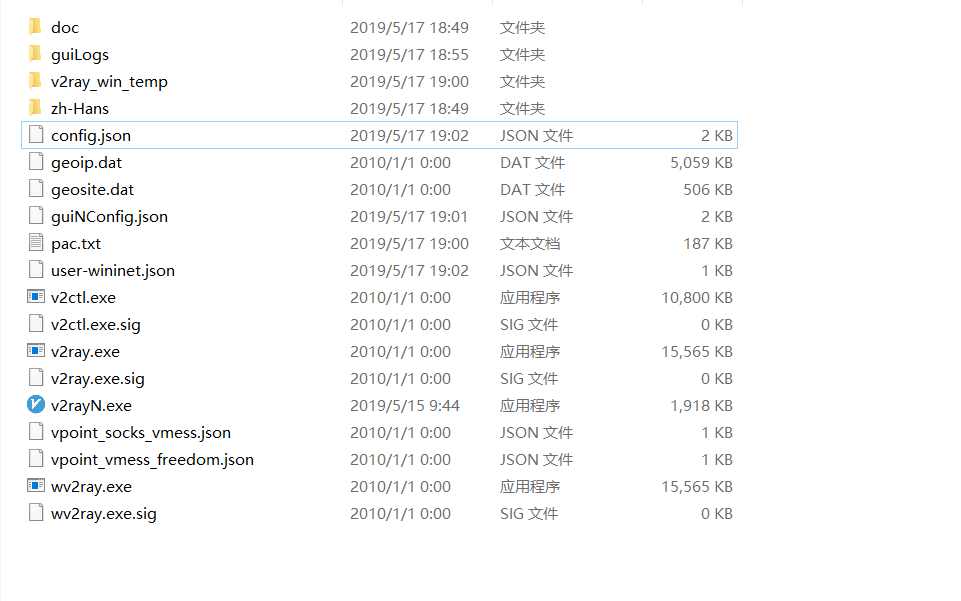 doc 2019/5/17 18:49 文件夹
guiLogs 2019/5/17 18:55 文件夹
v2ray_win_temp 2019/5/17 19:00 文件夹
zh-Hans 2019/5/17 18:49 文件夹
config.json 2019/5/17 19:02 JSON 文件 2 KB
geoip.dat 2010/1/1 0:00 DAT 文件 5,059 KB
geosite.dat 2010/1/1 0:00 DAT 文件 506 KB
guiNConfig.json 2019/5/17 19:01 JSON 文件 2 KB
pac.txt 2019/5/17 19:00 文本文档 187 KB
user-wininet.json 2019/5/17 19:02 JSON 文件 1 KB
v2ctl.exe 2010/1/1 0:00 应用程序 10,800 KB
v2ctl.exe.sig 2010/1/1 0:00 SIG 文件 0 KB
v2ray.exe 2010/1/1 0:00 应用程序 15,565 KB
v2ray.exe.sig 2010/1/1 0:00 SIG 文件 0 KB
v2rayN.exe 2019/5/15 9:44 应用程序 1,918 KB
vpoint_socks_vmess.json 2010/1/1 0:00 JSON 文件 1 KB
vpoint_vmess_freedom.json 2010/1/1 0:00 JSON 文件 1 KB
wv2ray.exe 2010/1/1 0:00 应用程序 15,565 KB
wv2ray.exe.sig 2010/1/1 0:00 SIG 文件 0 KB